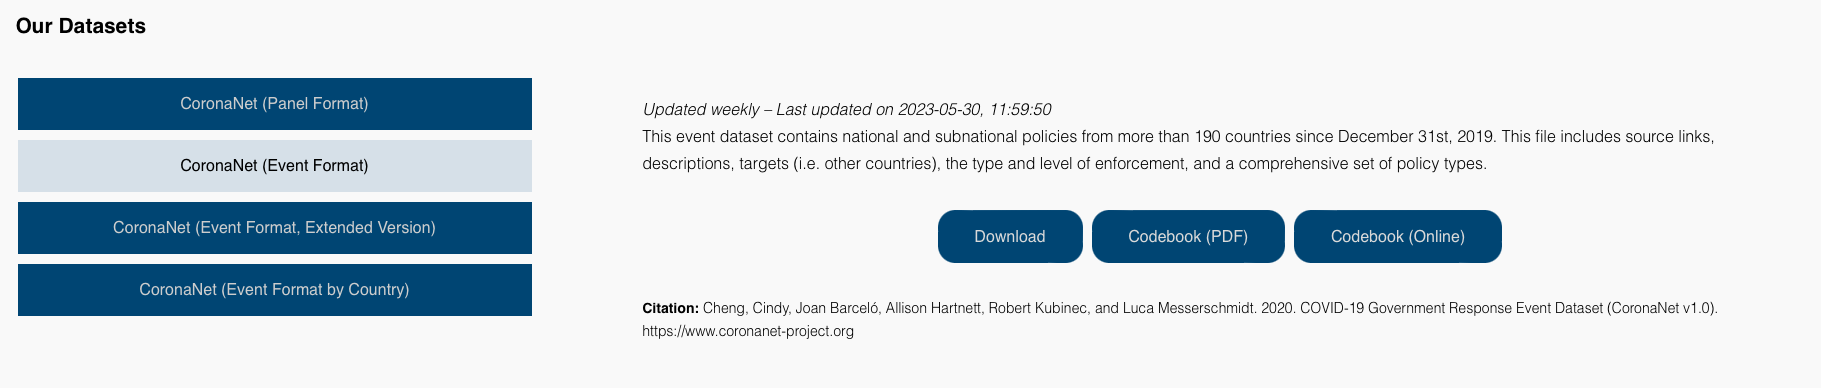 Our Datasets
CoronaNet (Panel Format)
CoronaNet (Event Format)
CoronaNet (Event Format, Extended Version)
CoronaNet (Event Format by Country)
Updated weekly – Last updated on 2023-05-30, 11:59:50
This event dataset contains national and subnational policies from more than 190 countries since December 31st, 2019. This file includes source links,
descriptions, targets (i.e. other countries), the type and level of enforcement, and a comprehensive set of policy types.
Download
Codebook (PDF)
Codebook (Online)
Citation: Cheng, Cindy, Joan Barceló, Allison Hartnett, Robert Kubinec, and Luca Messerschmidt. 2020. COVID-19 Government Response Event Dataset (CoronaNet v1.0).
https://www.coronanet-project.org